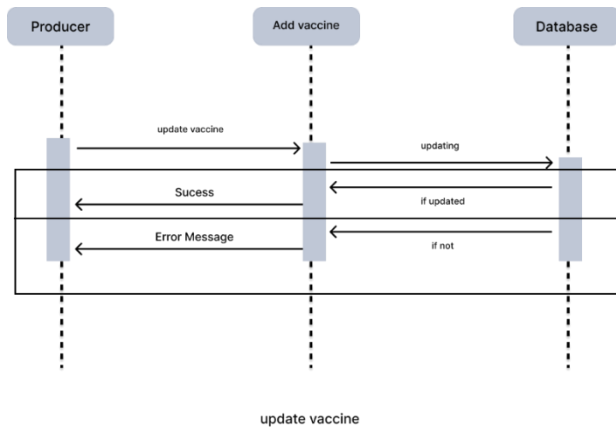 Producer
Add vaccine
Database
update vaccine
updating
Sucess
if updated
Error Message
if not
update vaccine